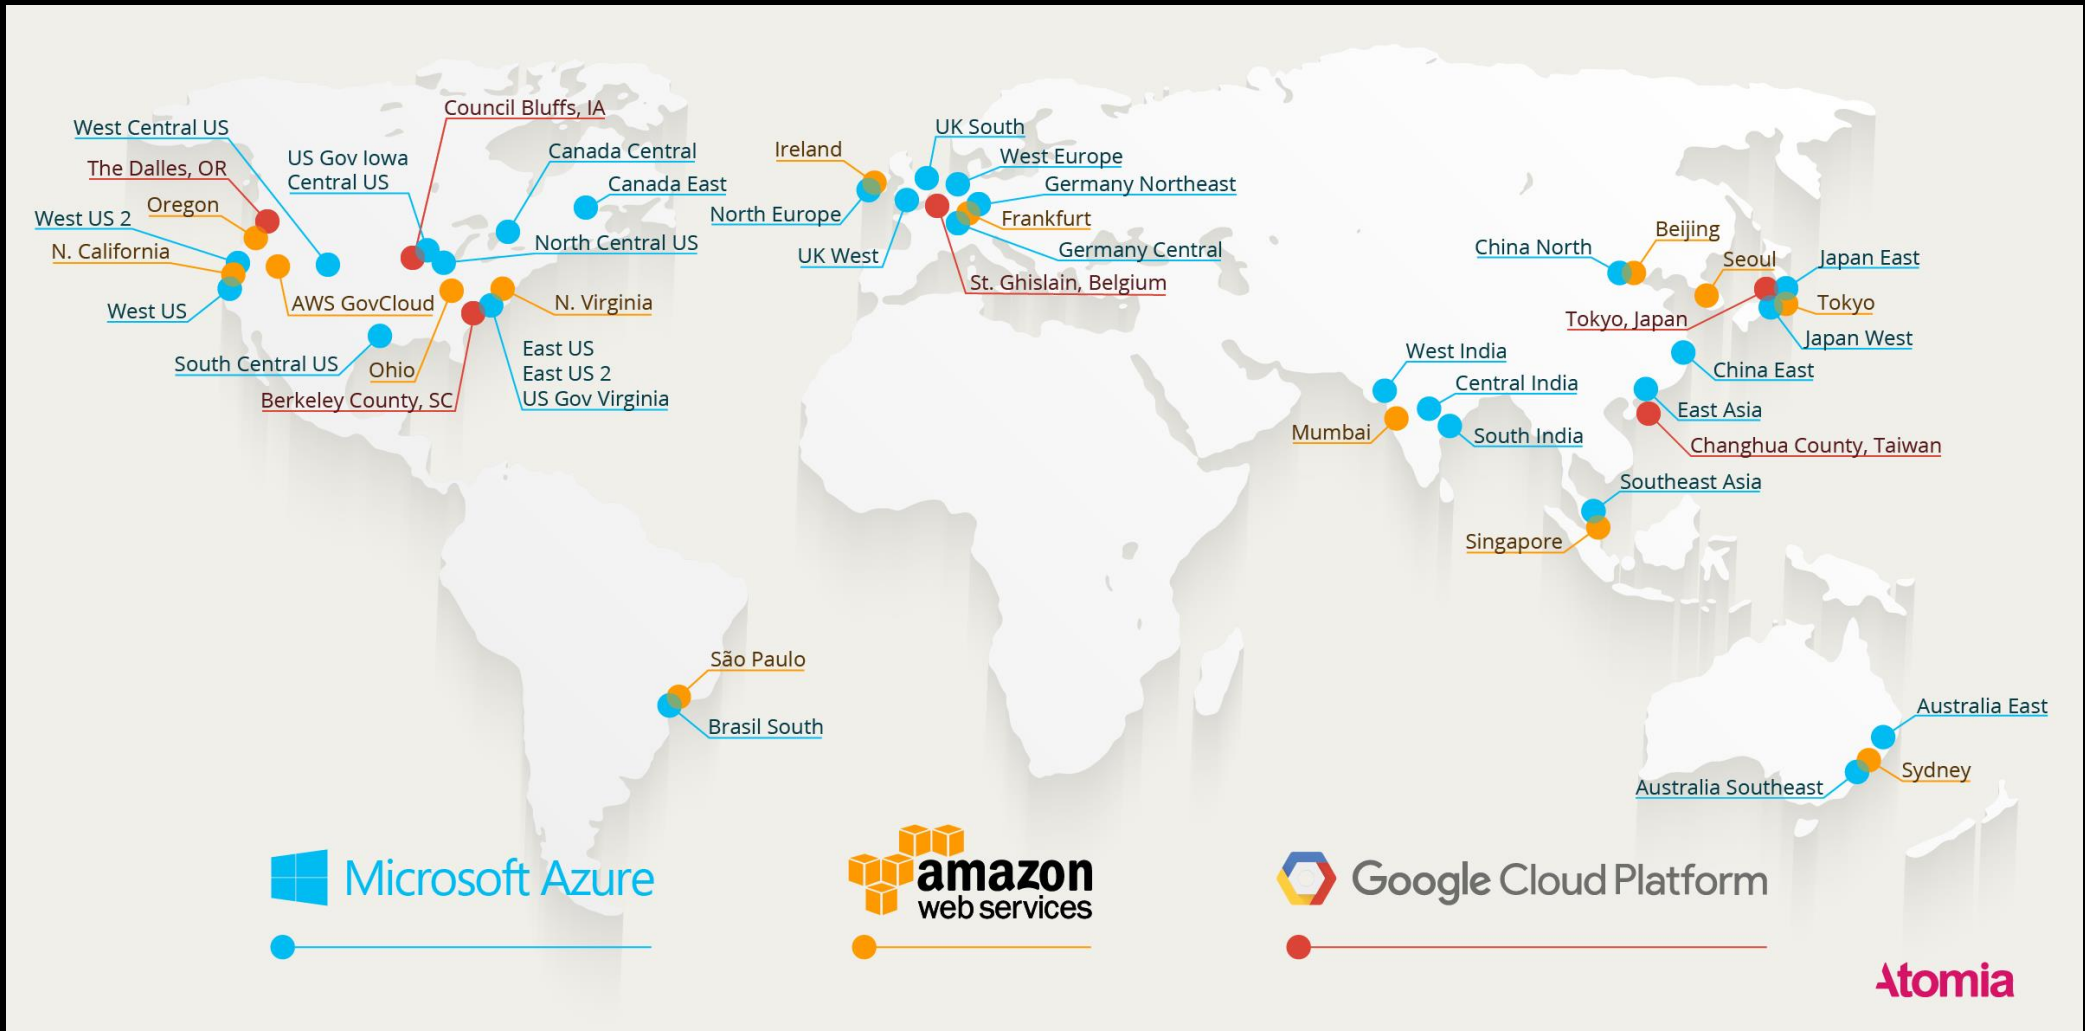 Council Bluffs, IA
West Central US
The Dalles, OR
US Gov Iowa
Central US
Canada Central
Canada East
Oregon
West US 2
N. California
North Central US
West US
AWS GovCloud
N. Virginia
South Central US
Ohio
Berkeley County, SC
East US
East US 2
US Gov Virginia
São Paulo
Brasil South
UK South
Ireland
West Europe
Germany Northeast
North Europe
Frankfurt
UK West
Germany Central
St. Ghislain, Belgium
Beijing
China North
Seoul
Japan East
Tokyo
Tokyo, Japan
Japan West
West India
China East
Central India
East Asia
Mumbai
South India
Changhua County, Taiwan
Southeast Asia
Singapore
Australia East
Sydney
Australia Southeast
Microsoft Azure
amazon
web services
Google Cloud Platform
Atomia